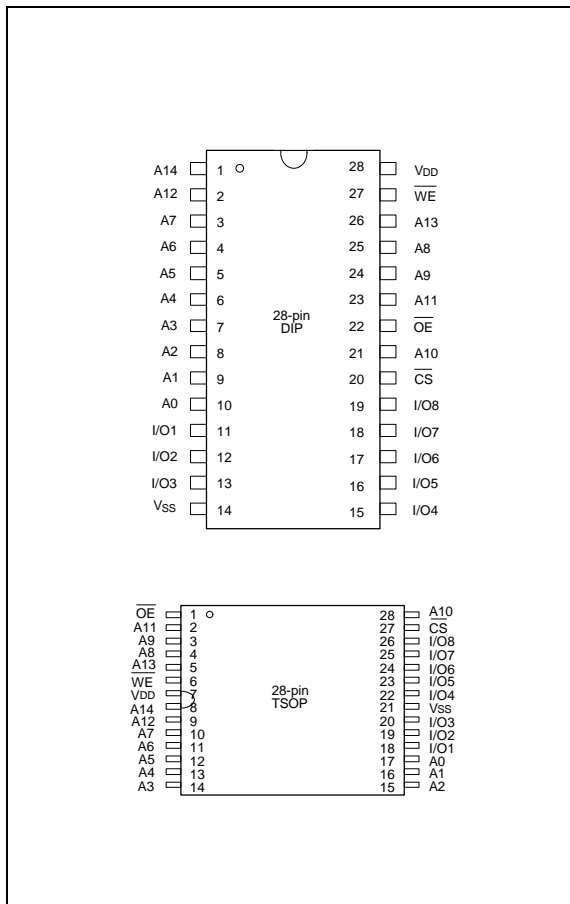 A14 1 28 VDD
A12 2 27 WE
A7 3 26 A13
A6 4 25 A8
A5 5 24 A9
A4 6 23 A11
28-pin
DIP
A3 7 22 OE
A2 8 21 A10
A1 9 20 CS
A0 10 19 I/O8
I/O1 11 18 I/O7
I/O2 12 17 I/O6
I/O3 13 16 I/O5
VSS 14 15 I/O4
OE 1 28 A10
A11 2 27 CS
A9 3 26 I/O8
A8 4 25 I/O7
A13 5 24 I/O6
WE 6 23 I/O5
28-pin
TSOP
VDD 7 22 I/O4
A14 8 21 VSS
A12 9 20 I/O3
A7 10 19 I/O2
A6 11 18 I/O1
A5 12 17 A0
A4 13 16 A1
A3 14 15 A2